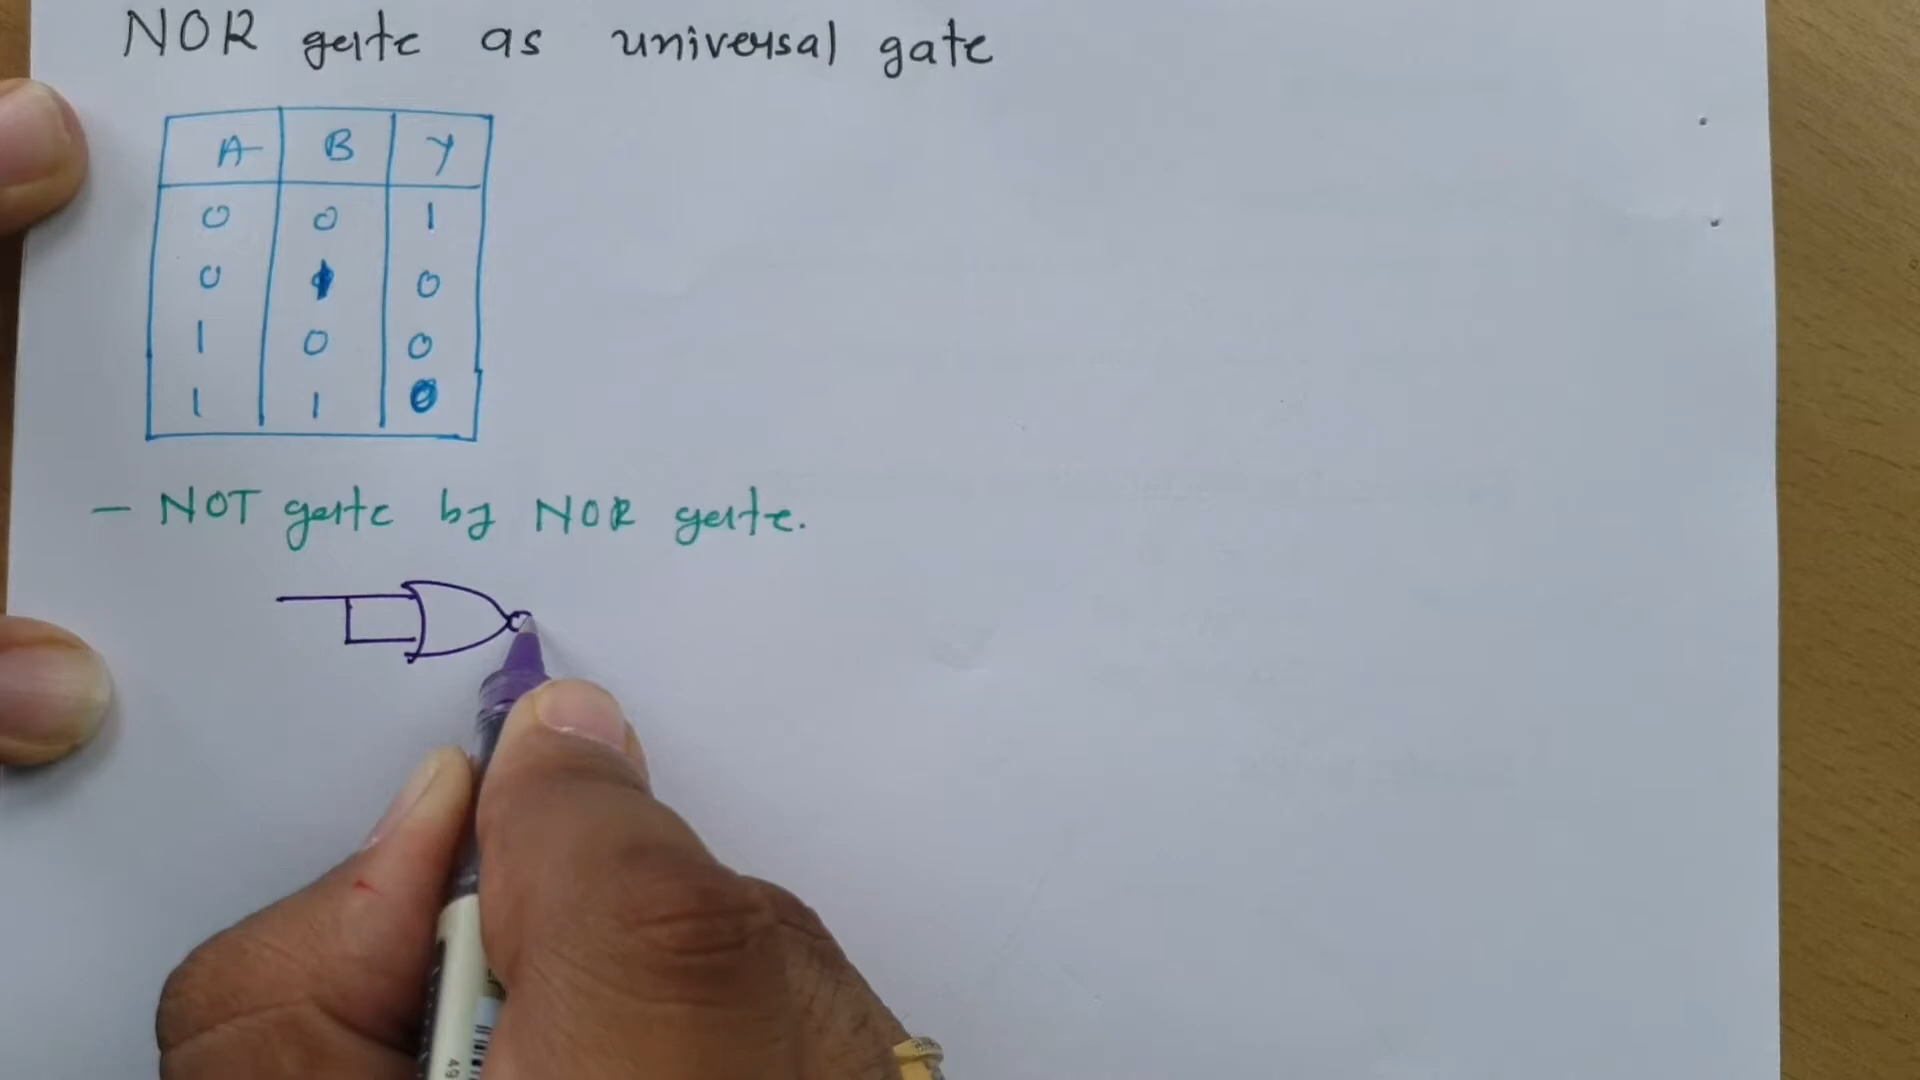 NOR gate as universal gate
A B Y
0 0 1
0 1 0
1 0 0
1 1 0
- NOT gate by NOR gate.
49